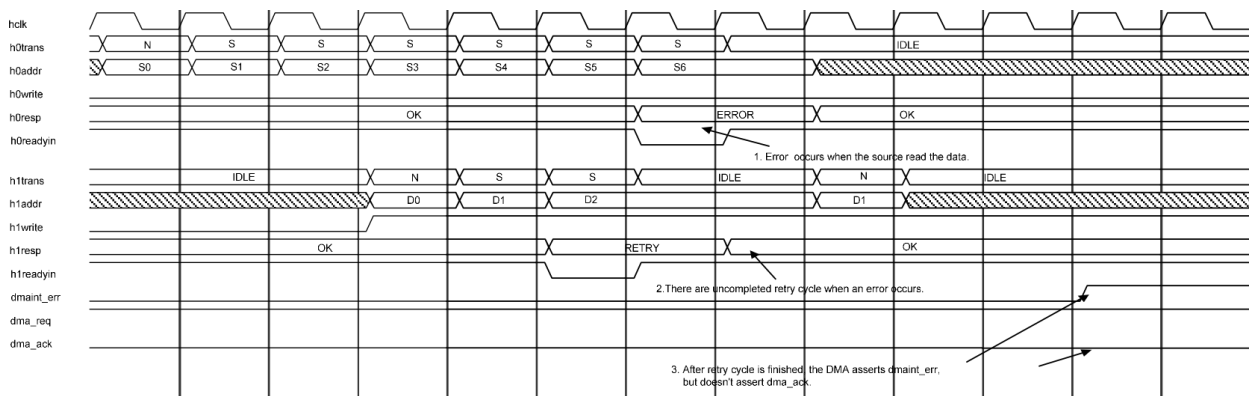 hclk
h0trans N S S S S S S IDLE
h0addr S0 S1 S2 S3 S4 S5 S6
h0write
h0resp OK ERROR OK
h0readyin
1. Error occurs when the source read the data.
h1trans IDLE N S S IDLE N IDLE
h1addr D0 D1 D2 D1
h1write
h1resp OK RETRY OK
h1readyin
2.There are uncompleted retry cycle when an error occurs.
dmaint_err
dma_req
dma_ack
3. After retry cycle is finished, the DMA asserts dmaint_err,
but doesn't assert dma_ack.